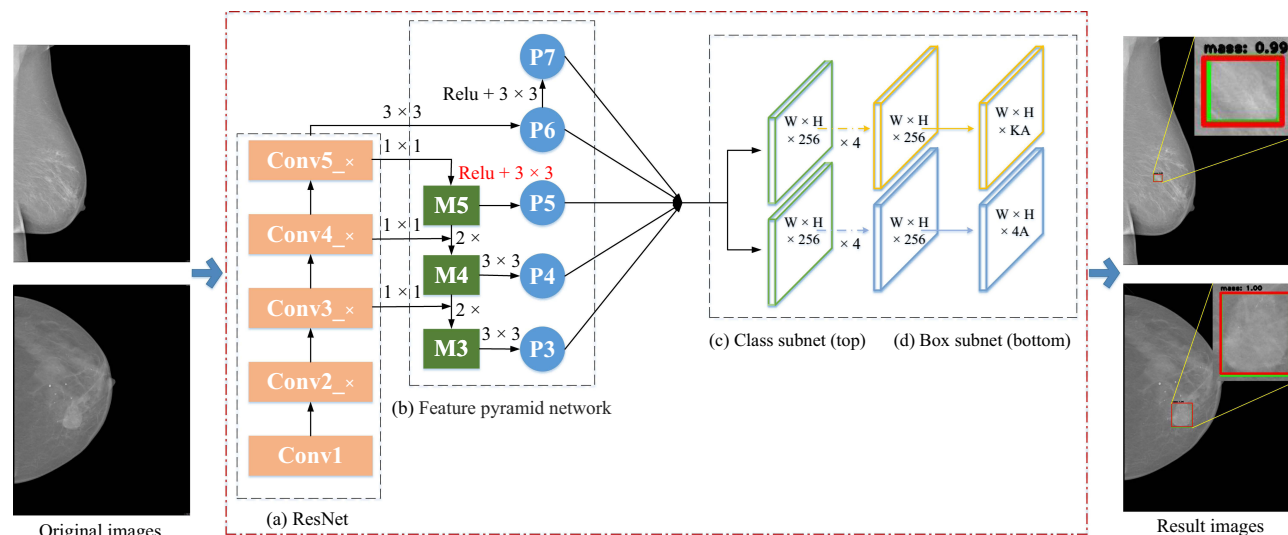 Original images
Conv5_×
Conv4_×
Conv3_×
Conv2_×
Conv1
(a) ResNet
3 × 3
1 × 1
1 × 1
1 × 1
Relu + 3 × 3
Relu + 3 × 3
M5
2 ×
M4
2 ×
M3
3 × 3
3 × 3
P7
P6
P5
P4
P3
(b) Feature pyramid network
W × H
× 256
× 4
W × H
× 256
W × H
× KA
W × H
× 256
× 4
W × H
× 256
W × H
× 4A
(c) Class subnet (top)
(d) Box subnet (bottom)
mass: 0.99
mass: 1.00
Result images